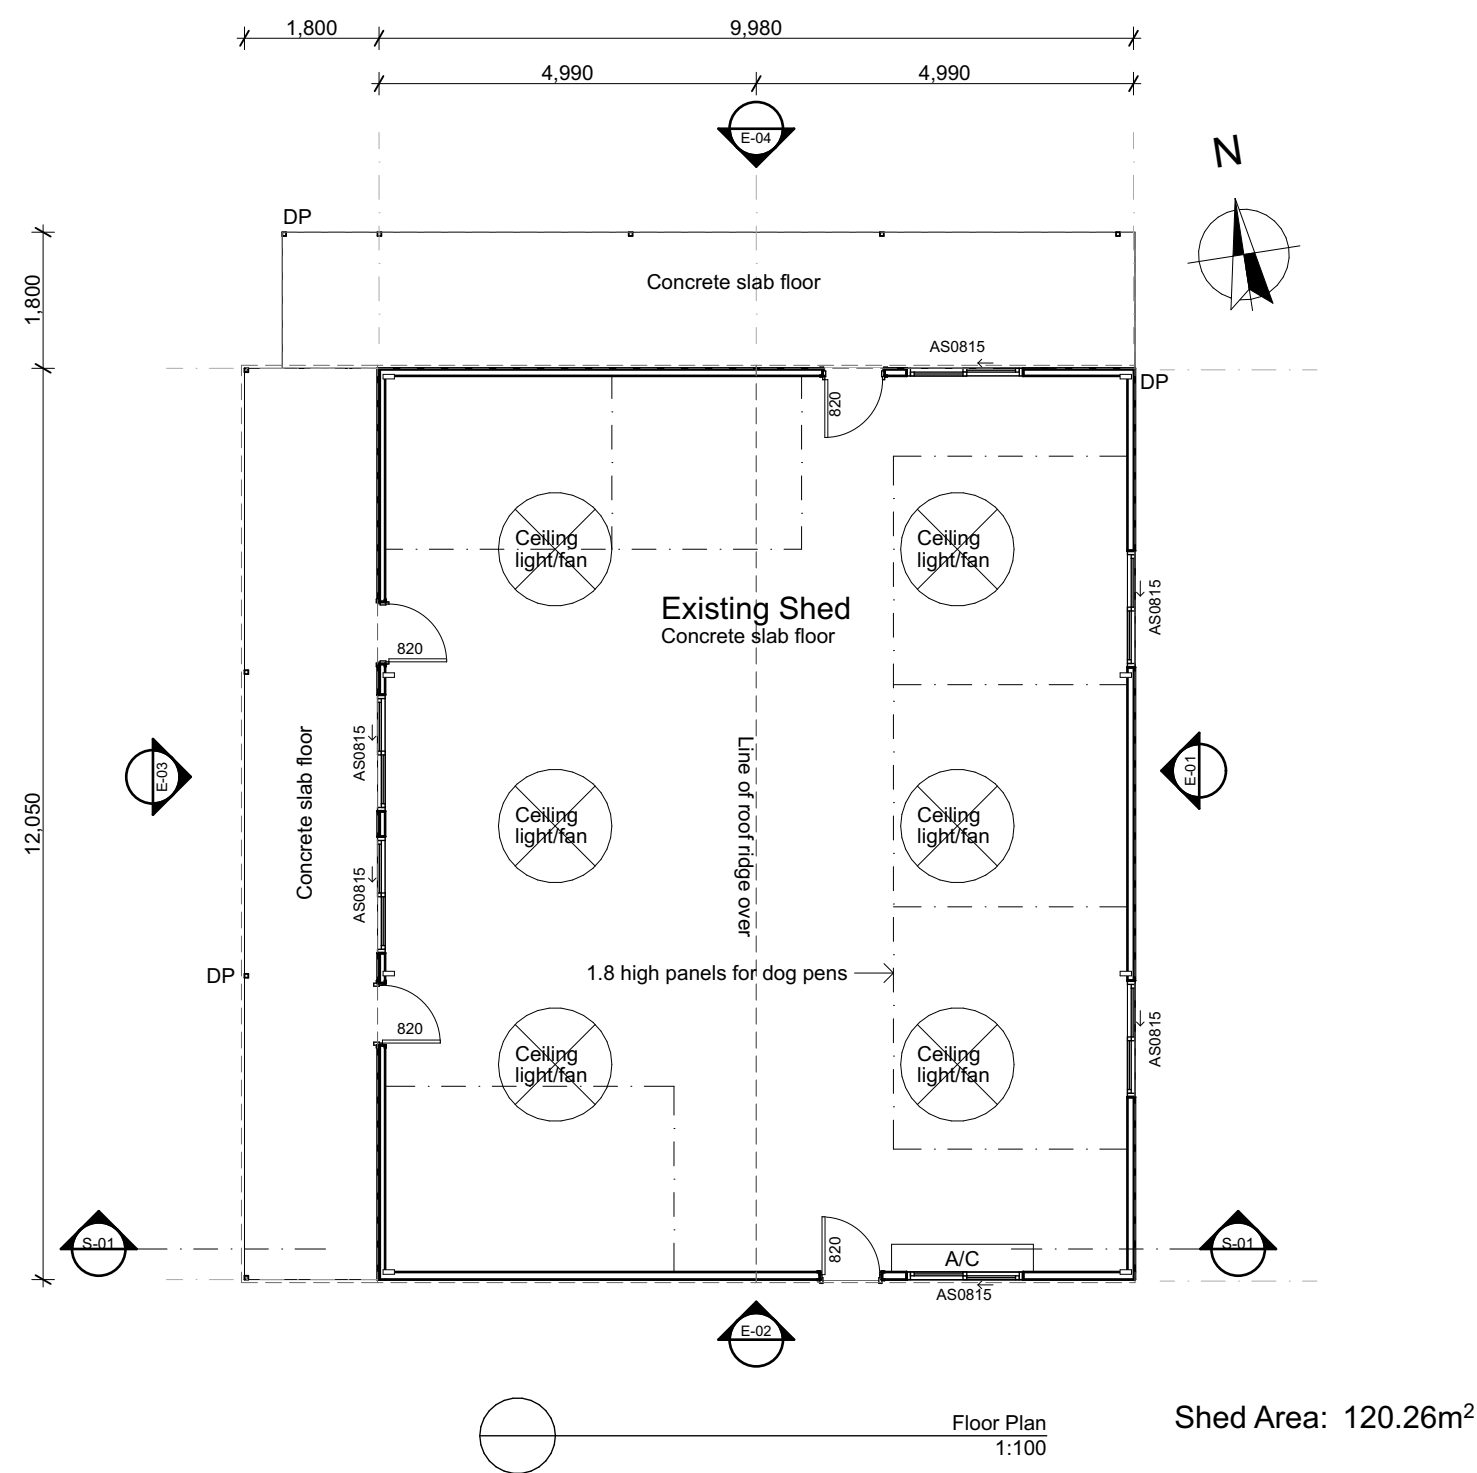 1,800
9,980
4,990
4,990
E-04
N
DP
1,800
Concrete slab floor
AS0815
DP
820
Ceiling
light/fan
Ceiling
light/fan
AS0815
Existing Shed
Concrete slab floor
820
AS0815
Concrete slab floor
Line of roof ridge over
E-03
E-01
12,050
Ceiling
light/fan
Ceiling
light/fan
AS0815
DP
1.8 high panels for dog pens
820
AS0815
Ceiling
light/fan
Ceiling
light/fan
S-01
820
A/C
S-01
AS0815
E-02
Floor Plan
1:100
Shed Area: 120.26m²